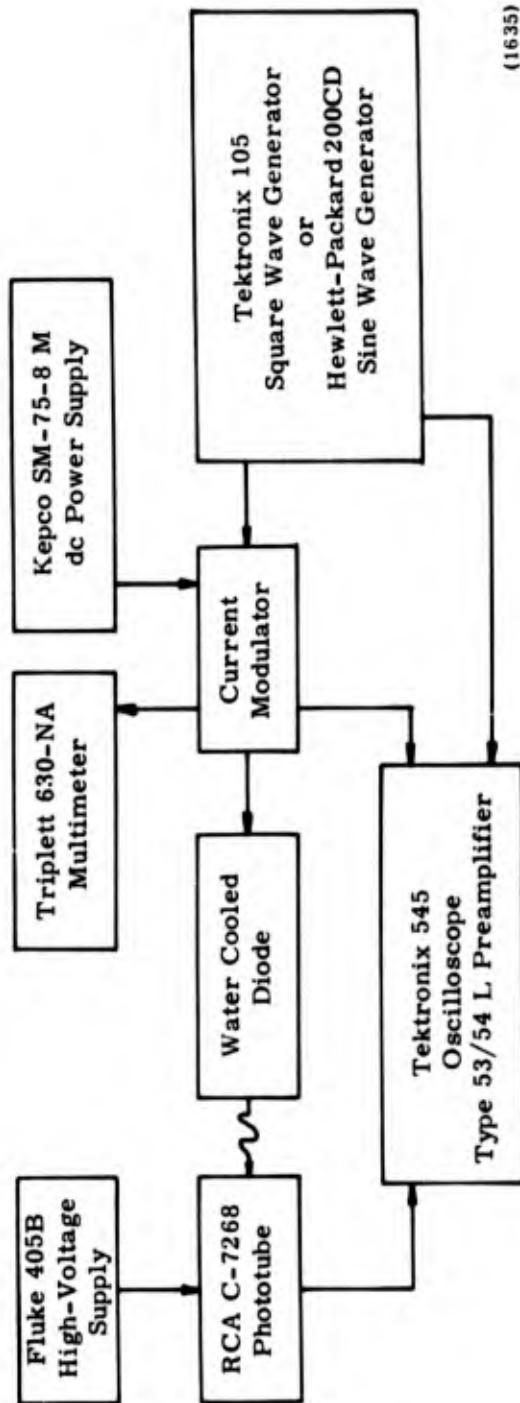 Fluke 405B
High-Voltage
Supply
Triplett 630-NA
Multimeter
Kepco SM-75-8 M
dc Power Supply
RCA C-7268
Phototube
Water Cooled
Diode
Current
Modulator
Tektronix 105
Square Wave Generator
or
Hewlett-Packard 200CD
Sine Wave Generator
Tektronix 545
Oscilloscope
Type 53/54 L Preamplifier
(1635)